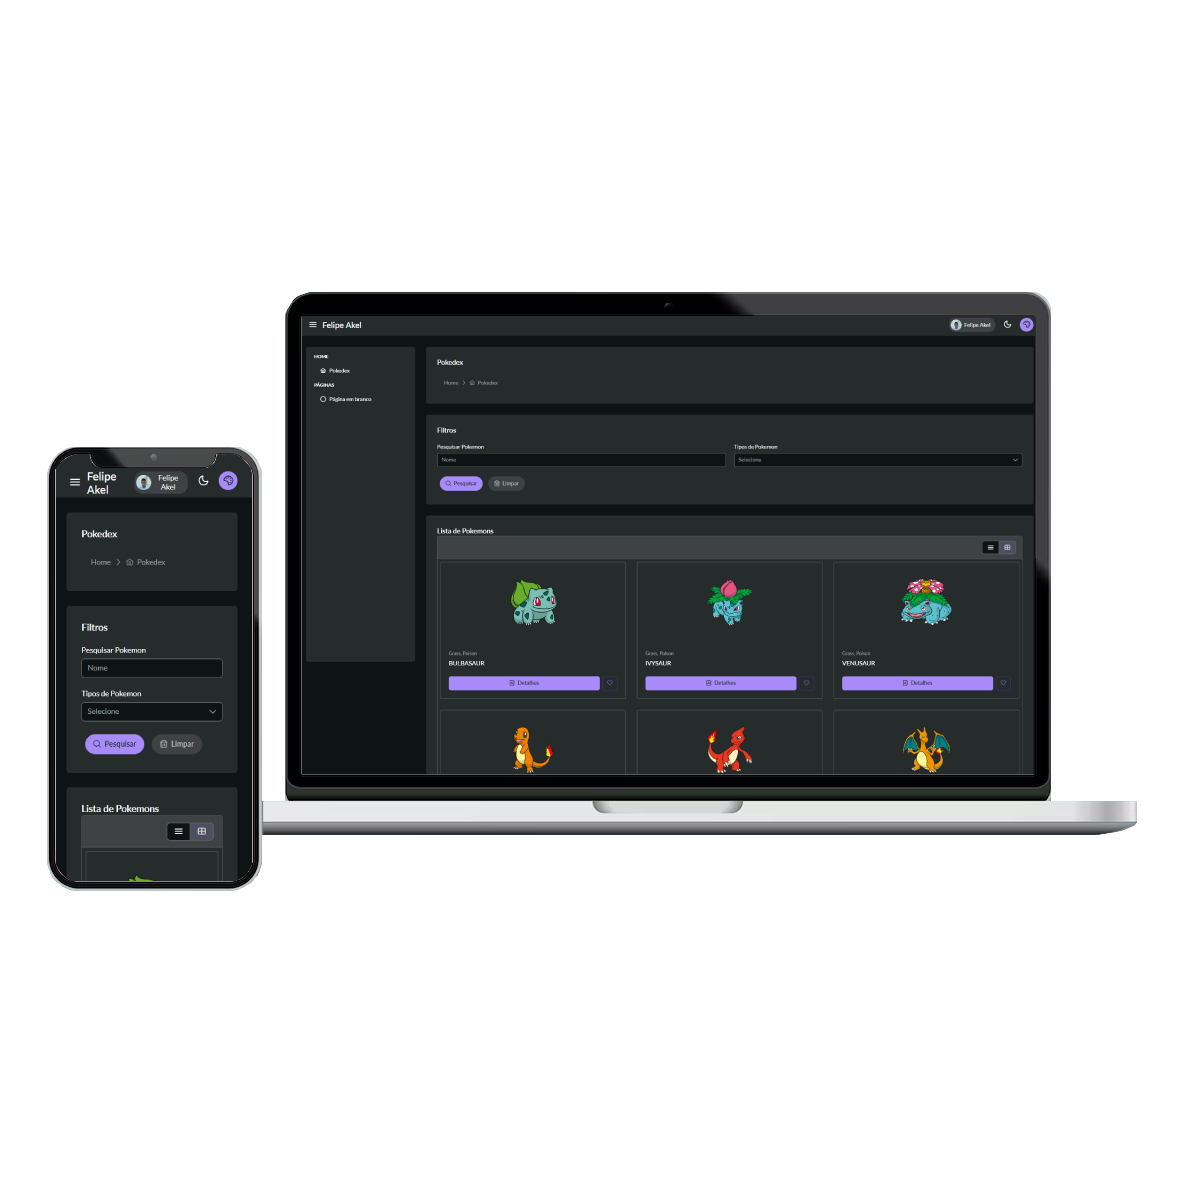 Felipe Akel
Felipe Akel
HOME
Pokedex
PÁGINAS
Página em branco
Pokedex
Home
Pokedex
Filtros
Pesquisar Pokemon
Tipos de Pokemon
Nome
Selecione
Pesquisar
Limpar
Lista de Pokemons
Grass, Poison
Grass, Poison
Grass, Poison
BULBASAUR
IVYSAUR
VENUSAUR
Detalhes
Detalhes
Detalhes
Felipe
Akel
Felipe
Akel
Pokedex
Home
Pokedex
Filtros
Pesquisar Pokemon
Nome
Tipos de Pokemon
Selecione
Pesquisar
Limpar
Lista de Pokemons